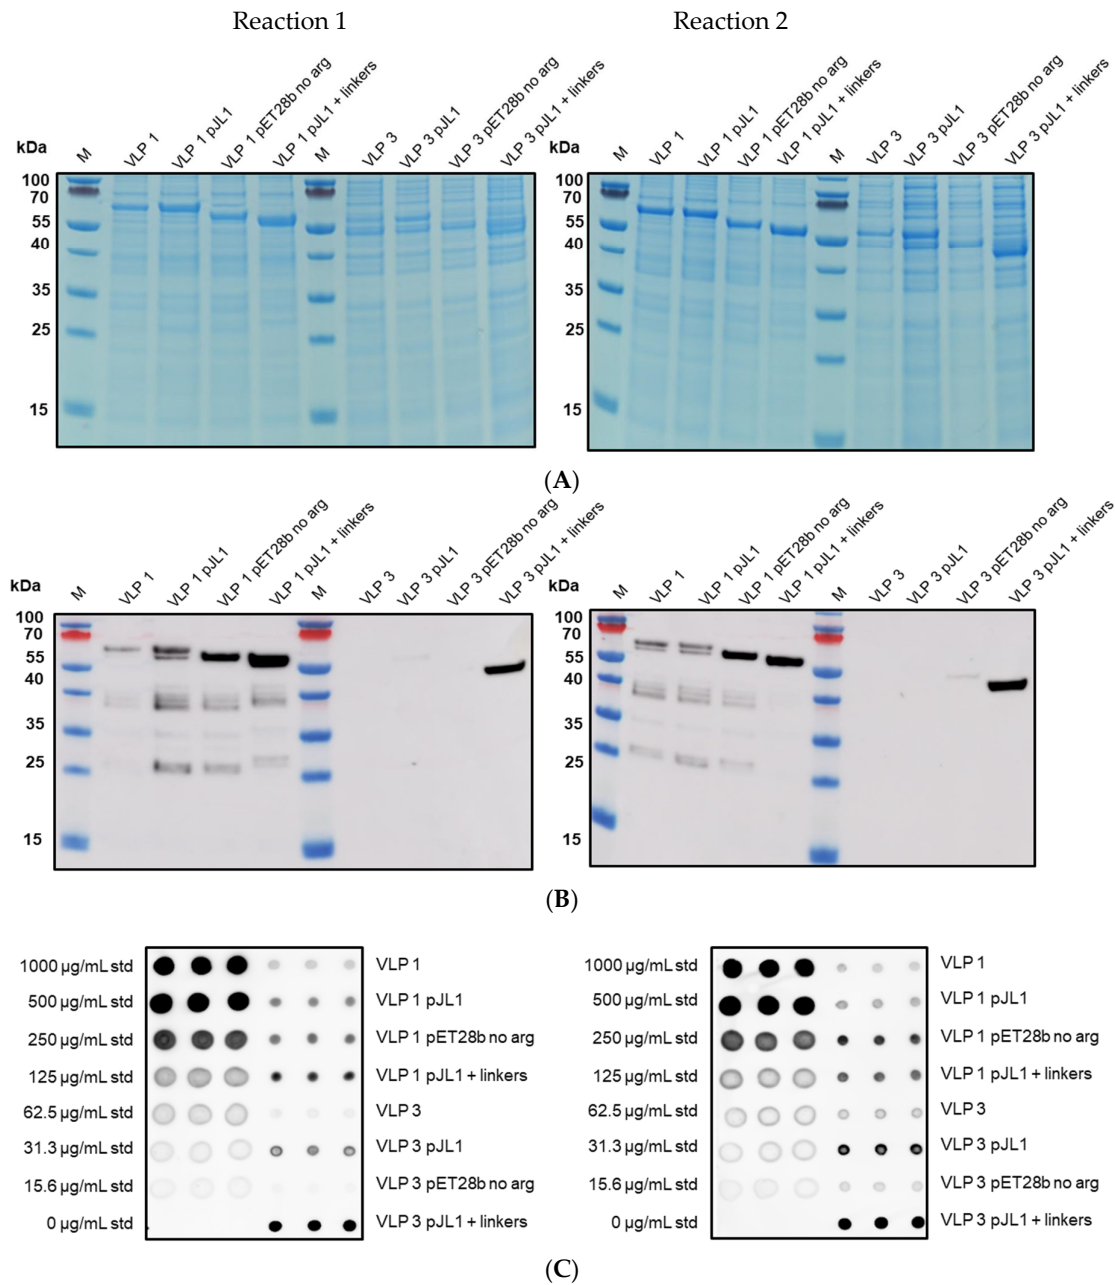 Reaction 1
Reaction 2
kDa
M
VLP 1
VLP 1 pJL1
VLP 1 pET28b no arg
VLP 1 pJL1 + linkers
M
VLP 3
VLP 3 pJL1
VLP 3 pET28b no arg
VLP 3 pJL1 + linkers
100
70
55
40
35
25
15
kDa
M
VLP 1
VLP 1 pJL1
VLP 1 pET28b no arg
VLP 1 pJL1 + linkers
M
VLP 3
VLP 3 pJL1
VLP 3 pET28b no arg
VLP 3 pJL1 + linkers
100
70
55
40
35
25
15
(A)
kDa
M
VLP 1
VLP 1 pJL1
VLP 1 pET28b no arg
VLP 1 pJL1 + linkers
M
VLP 3
VLP 3 pJL1
VLP 3 pET28b no arg
VLP 3 pJL1 + linkers
100
70
55
40
35
25
15
kDa
M
VLP 1
VLP 1 pJL1
VLP 1 pET28b no arg
VLP 1 pJL1 + linkers
M
VLP 3
VLP 3 pJL1
VLP 3 pET28b no arg
VLP 3 pJL1 + linkers
100
70
55
40
35
25
15
(B)
1000 µg/mL std
500 µg/mL std
250 µg/mL std
125 µg/mL std
62.5 µg/mL std
31.3 µg/mL std
15.6 µg/mL std
0 µg/mL std
VLP 1
VLP 1 pJL1
VLP 1 pET28b no arg
VLP 1 pJL1 + linkers
VLP 3
VLP 3 pJL1
VLP 3 pET28b no arg
VLP 3 pJL1 + linkers
1000 µg/mL std
500 µg/mL std
250 µg/mL std
125 µg/mL std
62.5 µg/mL std
31.3 µg/mL std
15.6 µg/mL std
0 µg/mL std
VLP 1
VLP 1 pJL1
VLP 1 pET28b no arg
VLP 1 pJL1 + linkers
VLP 3
VLP 3 pJL1
VLP 3 pET28b no arg
VLP 3 pJL1 + linkers
(C)